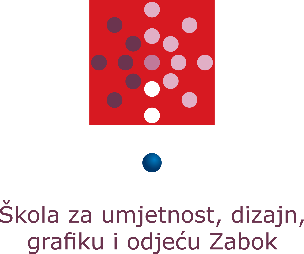 Škola za umjetnost, dizajn,
grafiku i odjeću Zabok